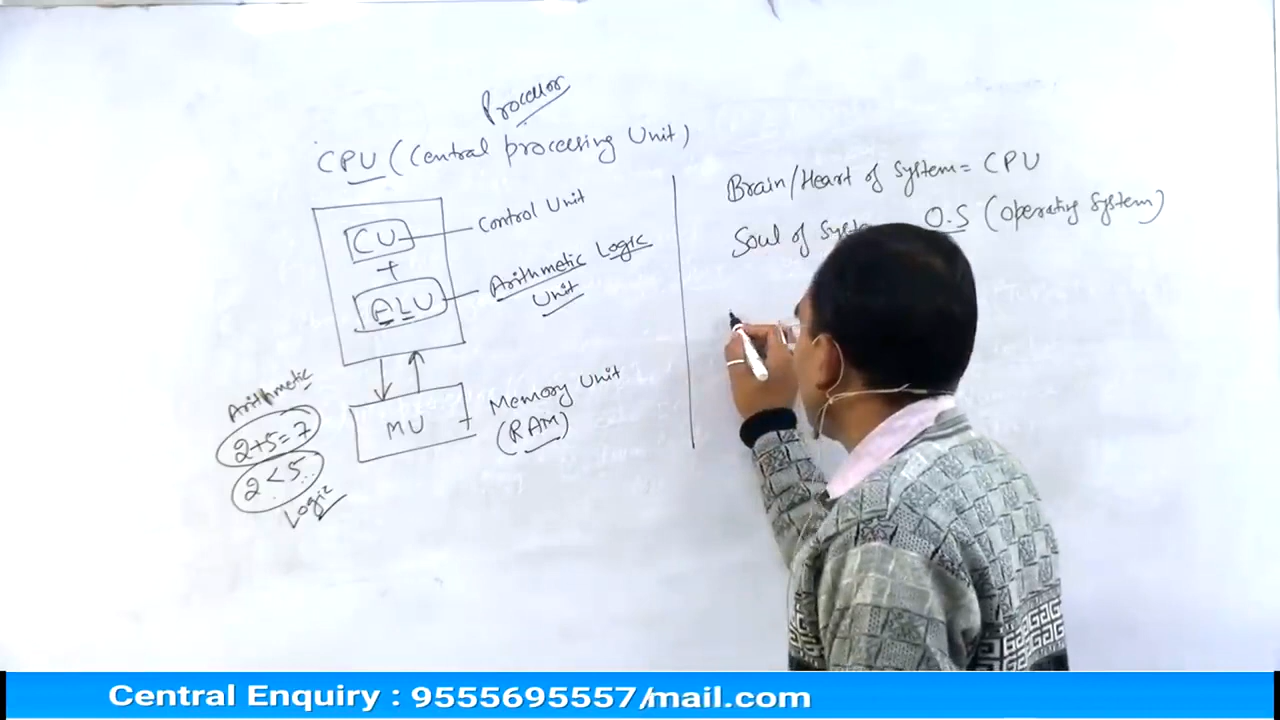 Processor
CPU (Central processing Unit)
CU
Control Unit
+
ALU
Arithmetic Logic
Unit
MU
Memory Unit
(RAM)
Arithmetic
2+5=7
2<5
Logic
Brain/Heart of System = CPU
Soul of O.S (Operating System)
Central Enquiry : 9555695557/mail.com